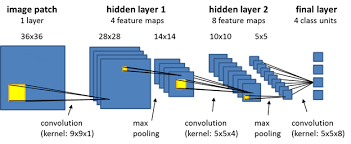 image patch
1 layer
36x36
hidden layer 1
4 feature maps
28x28
14x14
hidden layer 2
8 feature maps
10x10
5x5
final layer
4 class units
convolution
(kernel: 9x9x1)
max
pooling
convolution
(kernel: 5x5x4)
max
pooling
convolution
(kernel: 5x5x8)